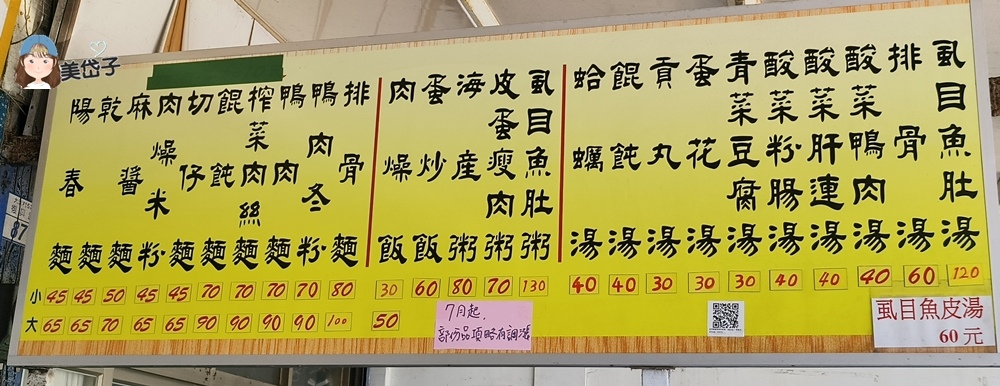 美岱子
虱目魚肚湯
排骨湯
酸菜鴨肉湯
酸菜肝連湯
酸菜粉腸湯
青菜豆腐湯
蛋花湯
貢丸湯
餛飩湯
蛤蠣湯
虱目魚肚粥
皮蛋瘦肉粥
海產粥
蛋炒飯
肉燥飯
排骨麵
鴨肉冬粉
鴨肉麵
榨菜肉絲麵
餛飩麵
切仔麵
肉燥米粉
麻醬麵
乾麵
陽春麵
小 45 45 50 45 45 70 70 70 70 80 30 60 80 70 130 40 40 30 30 30 40 40 40 60 120
大 65 65 70 65 65 90 90 90 90 100 50
7月起.
部份品項略有調漲
虱目魚皮湯
60元
87